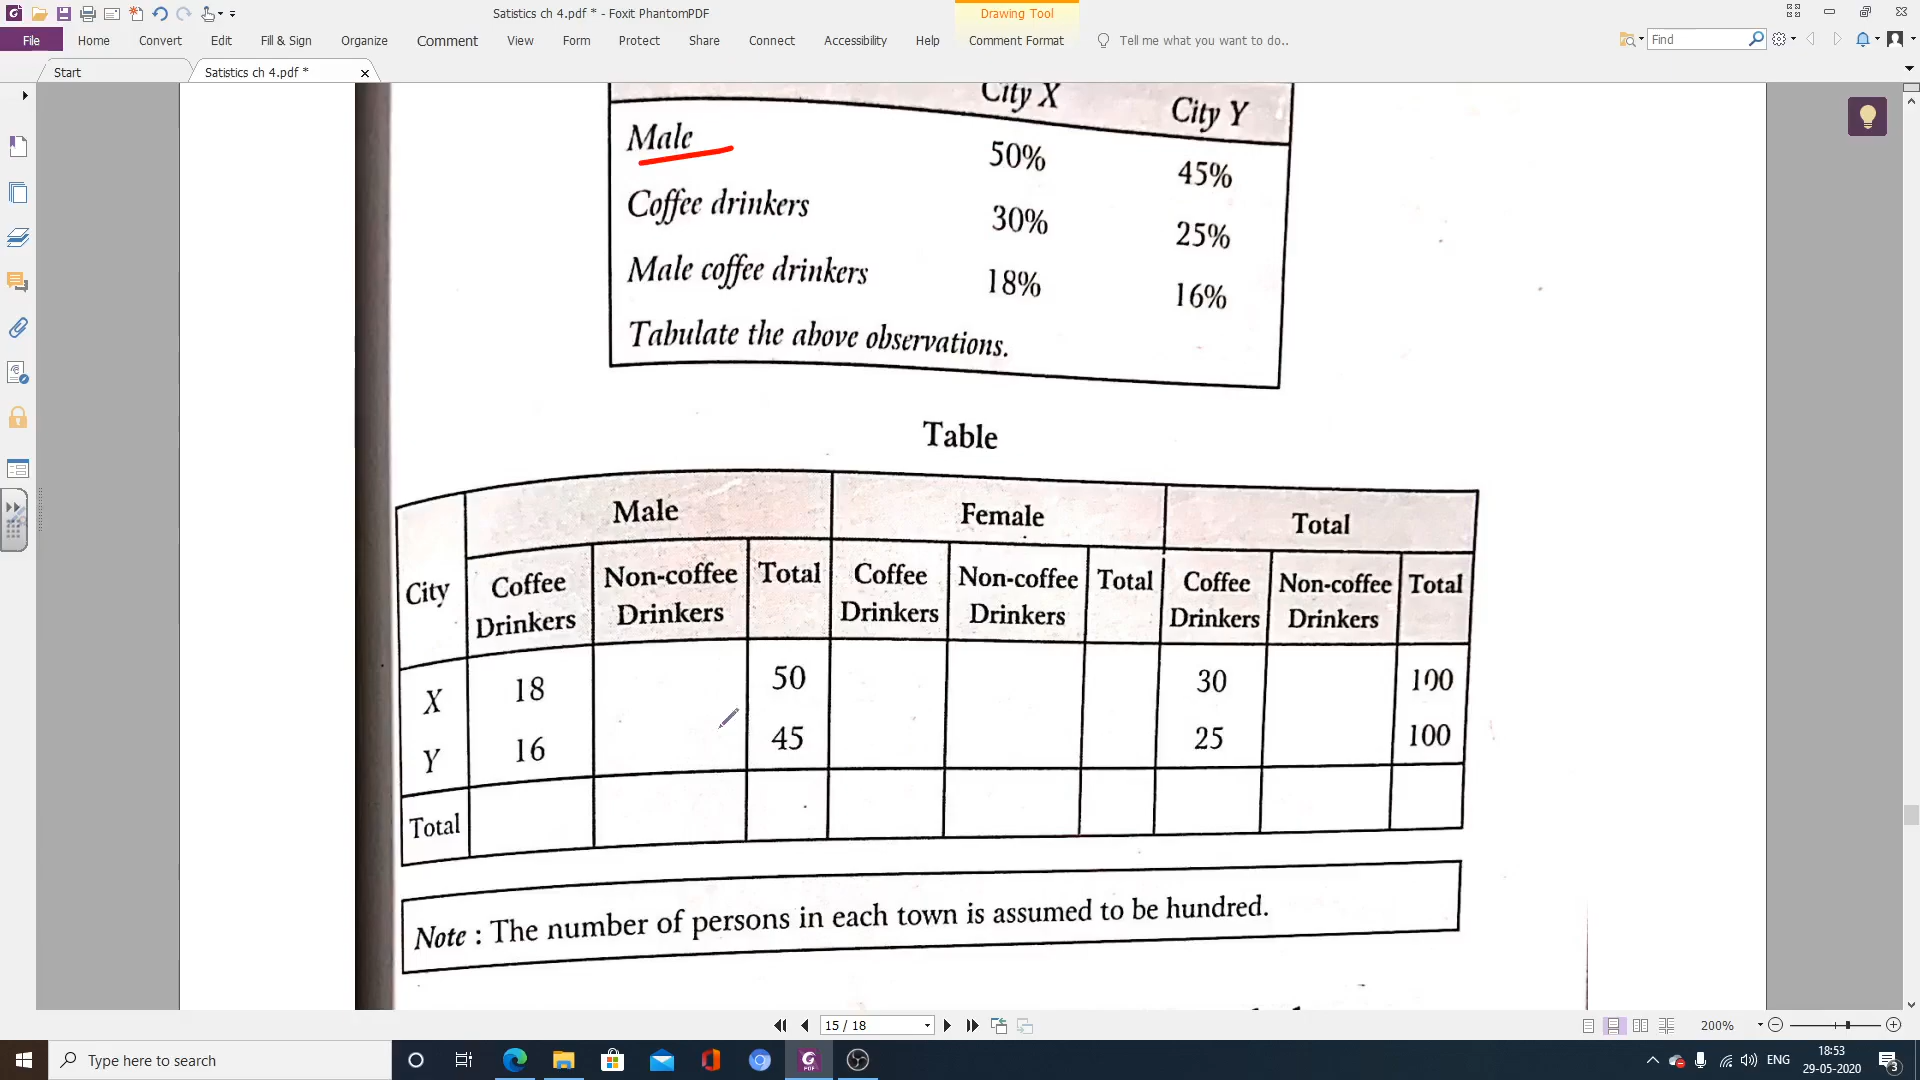 Satistics ch 4.pdf * - Foxit PhantomPDF
Drawing Tool
File Home Convert Edit Fill & Sign Organize Comment View Form Protect Share Connect Accessibility Help Comment Format Tell me what you want to do.. Find
Start Satistics ch 4.pdf *
City X City Y
Male 50% 45%
Coffee drinkers 30% 25%
Male coffee drinkers 18% 16%
Tabulate the above observations.
Table
City Male Female Total
Coffee Drinkers Non-coffee Drinkers Total Coffee Drinkers Non-coffee Drinkers Total Coffee Drinkers Non-coffee Drinkers Total
X 18 50 30 100
Y 16 45 25 100
Total
Note : The number of persons in each town is assumed to be hundred.
15 / 18 200%
Type here to search ENG 18:53
29-05-2020 3